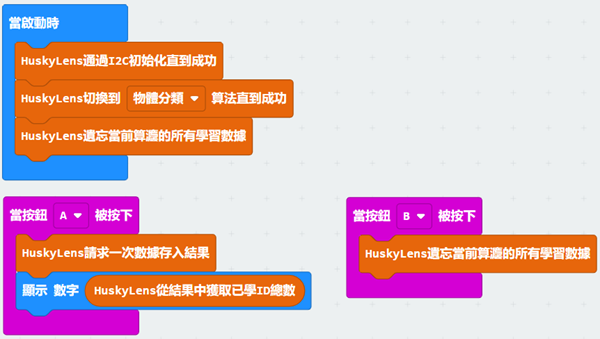 當啟動時
HuskyLens通過I2C初始化直到成功
HuskyLens切換到 物體分類 算法直到成功
HuskyLens遺忘當前算灋的所有學習數據
當按鈕 A 被按下
HuskyLens請求一次數據存入結果
顯示 數字 HuskyLens從結果中獲取已學ID總數
當按鈕 B 被按下
HuskyLens遺忘當前算灋的所有學習數據